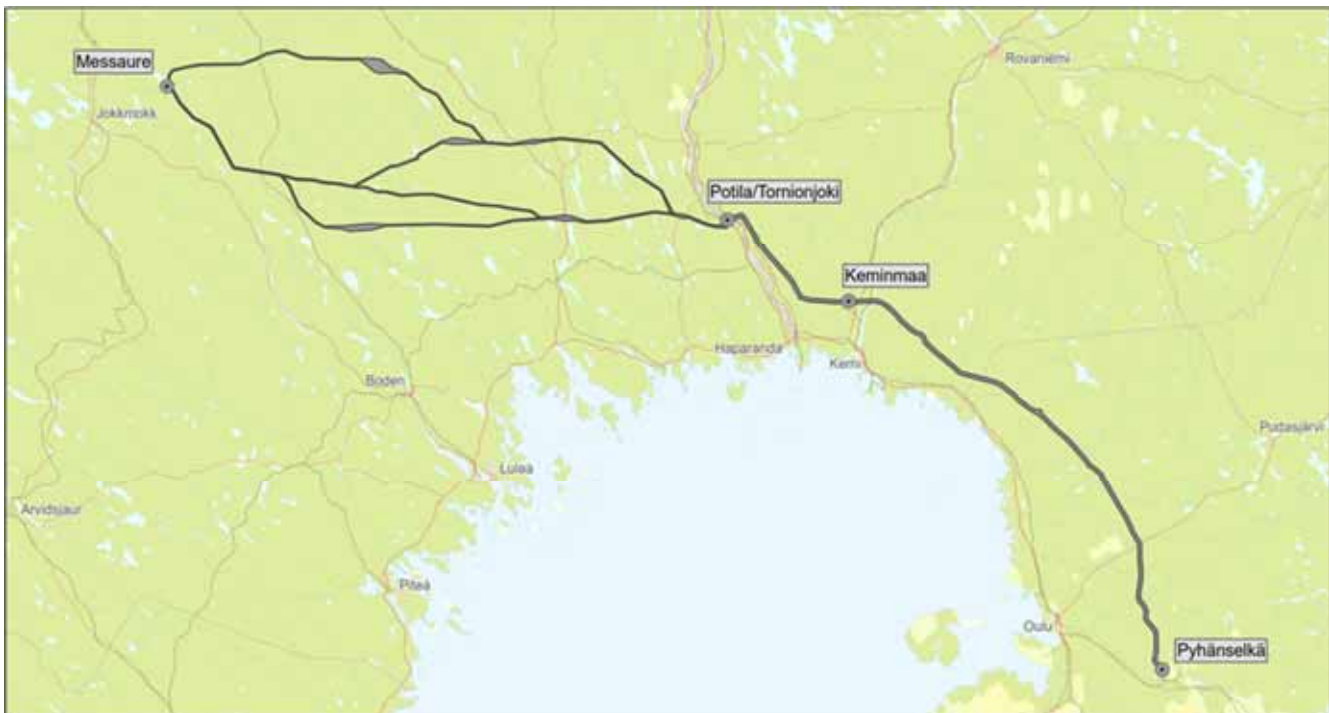 Rovaniemi
Messaure
Jokkmokk
Potila/Tornionjoki
Keminmaa
Haparanda
Kemi
Boden
Pudasjärvi
Luleå
Arvidsjaur
Piteå
Oulu
Pyhänselkä